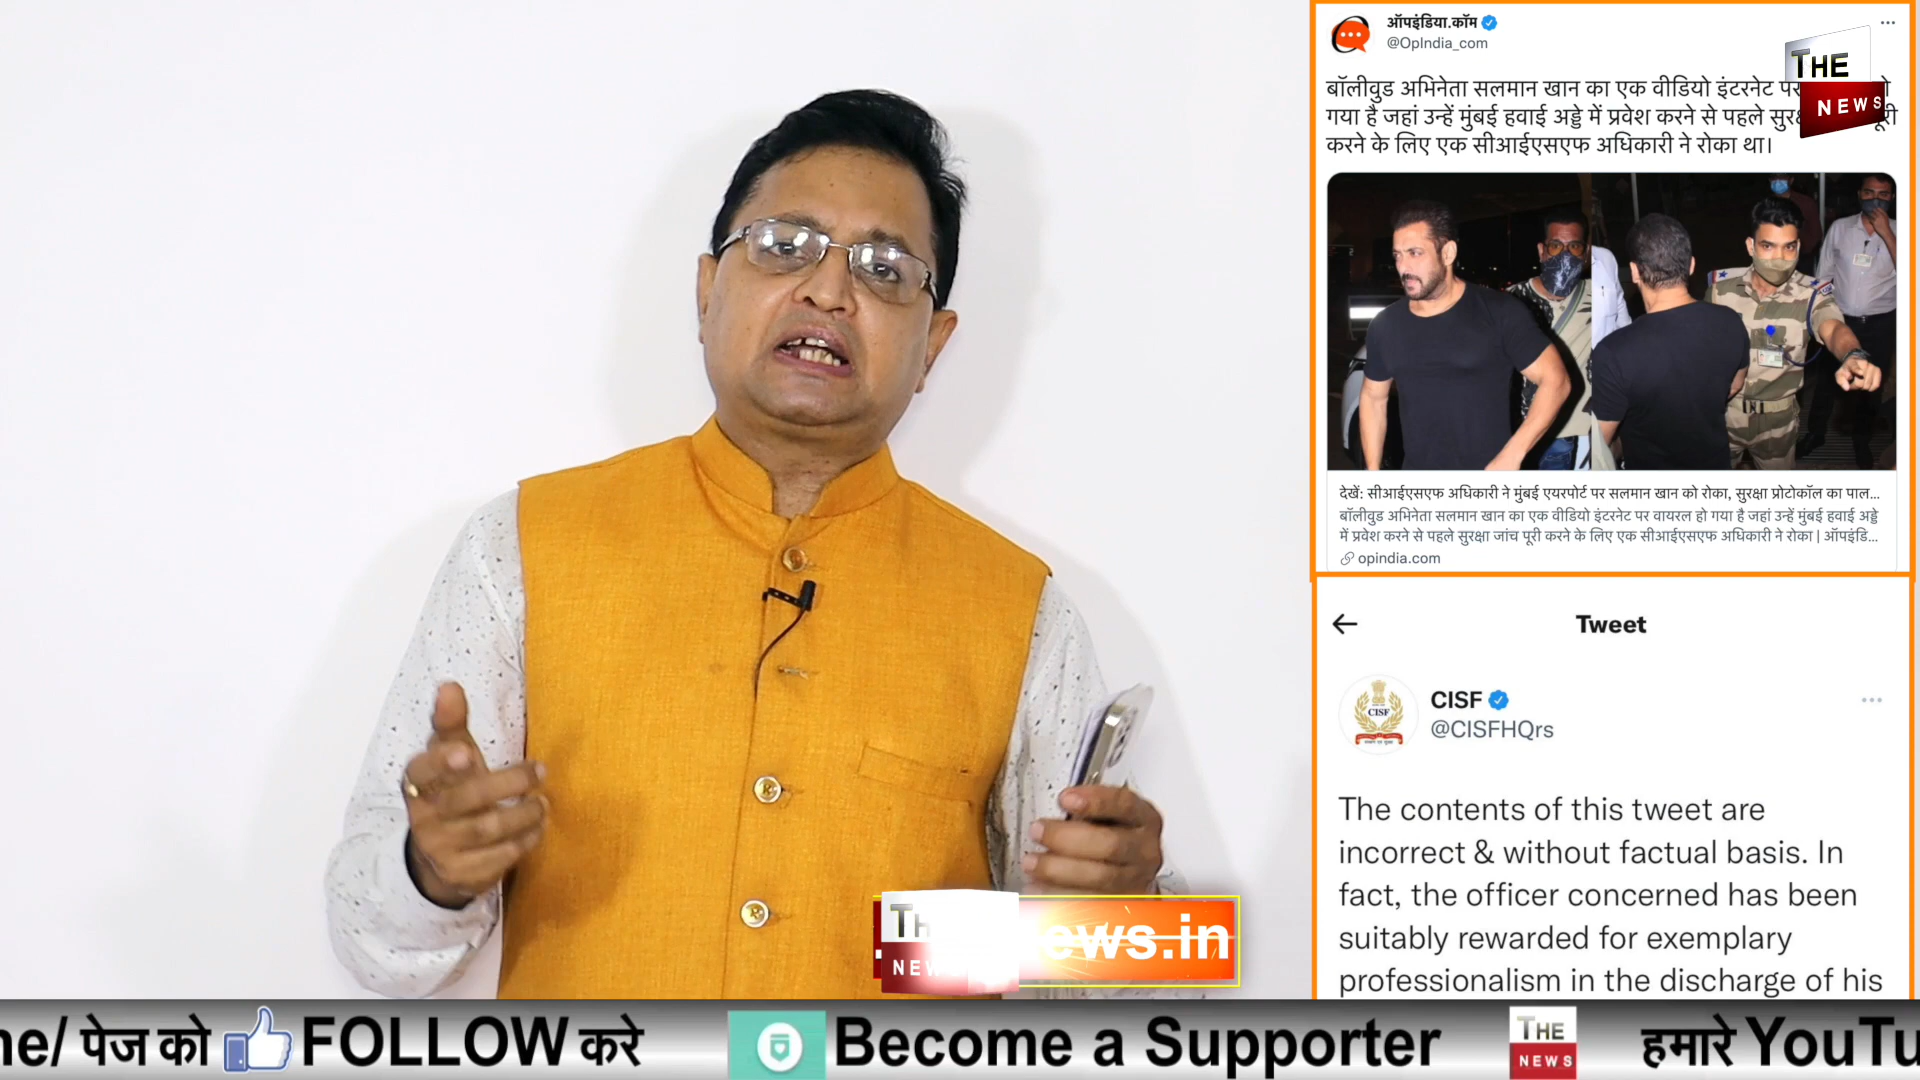 ऑपइंडिया.कॉम
@OpIndia_com
THE
NEWS
बॉलीवुड अभिनेता सलमान खान का एक वीडियो इंटरनेट पर
गया है जहां उन्हें मुंबई हवाई अड्डे में प्रवेश करने से पहले
करने के लिए एक सीआईएसएफ अधिकारी ने रोका था।
देखें: सीआईएसएफ अधिकारी ने मुंबई एयरपोर्ट पर सलमान खान को रोका, सुरक्षा प्रोटोकॉल का पाल...
बॉलीवुड अभिनेता सलमान खान का एक वीडियो इंटरनेट पर वायरल हो गया है जहां उन्हें मुंबई हवाई अड्डे
में प्रवेश करने से पहले सुरक्षा जांच पूरी करने के लिए एक सीआईएसएफ अधिकारी ने रोका | ऑपइंडि...
opindia.com
Tweet
CISF
@CISFHQrs
The contents of this tweet are
incorrect & without factual basis. In
fact, the officer concerned has been
suitably rewarded for exemplary
professionalism in the discharge of his
ews.in
NEWS
पेज को FOLLOW करे Become a Supporter THE NEWS हमारे